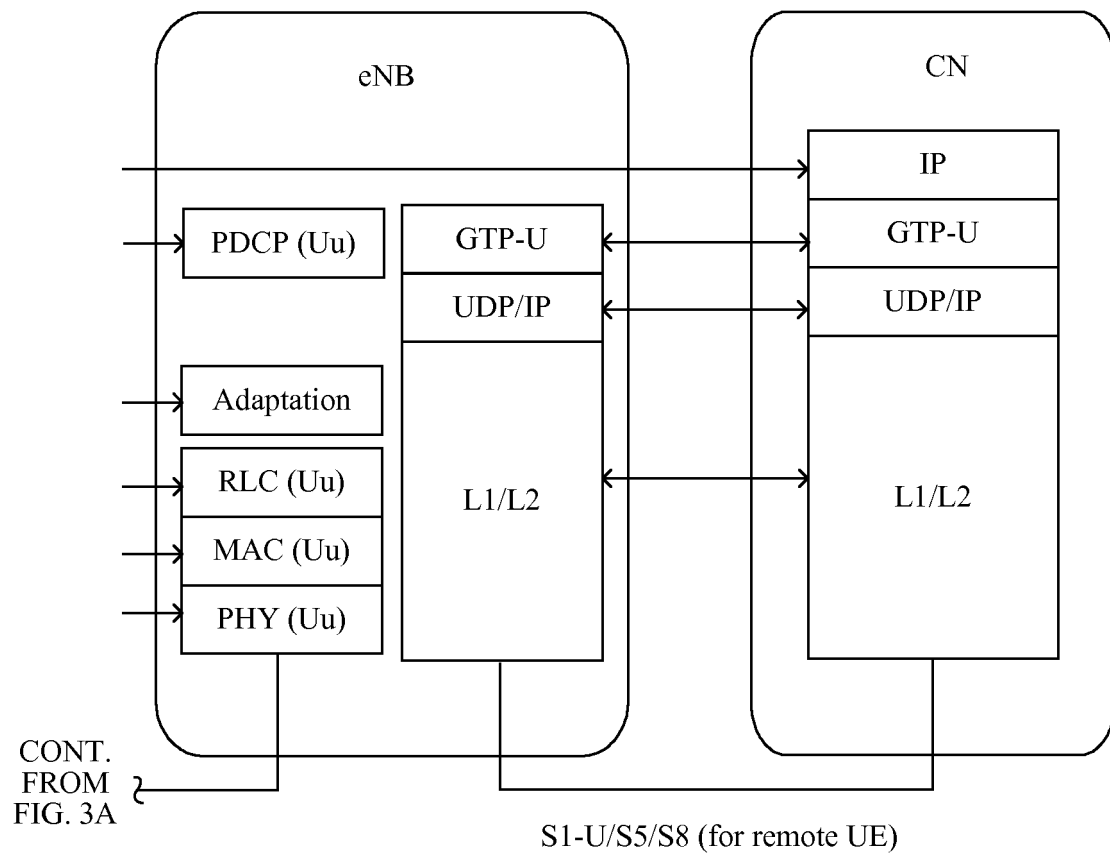 eNB
CN
IP
PDCP (Uu)
GTP-U
GTP-U
UDP/IP
UDP/IP
Adaptation
RLC (Uu)
L1/L2
L1/L2
MAC (Uu)
PHY (Uu)
CONT.
FROM
FIG. 3A
S1-U/S5/S8 (for remote UE)